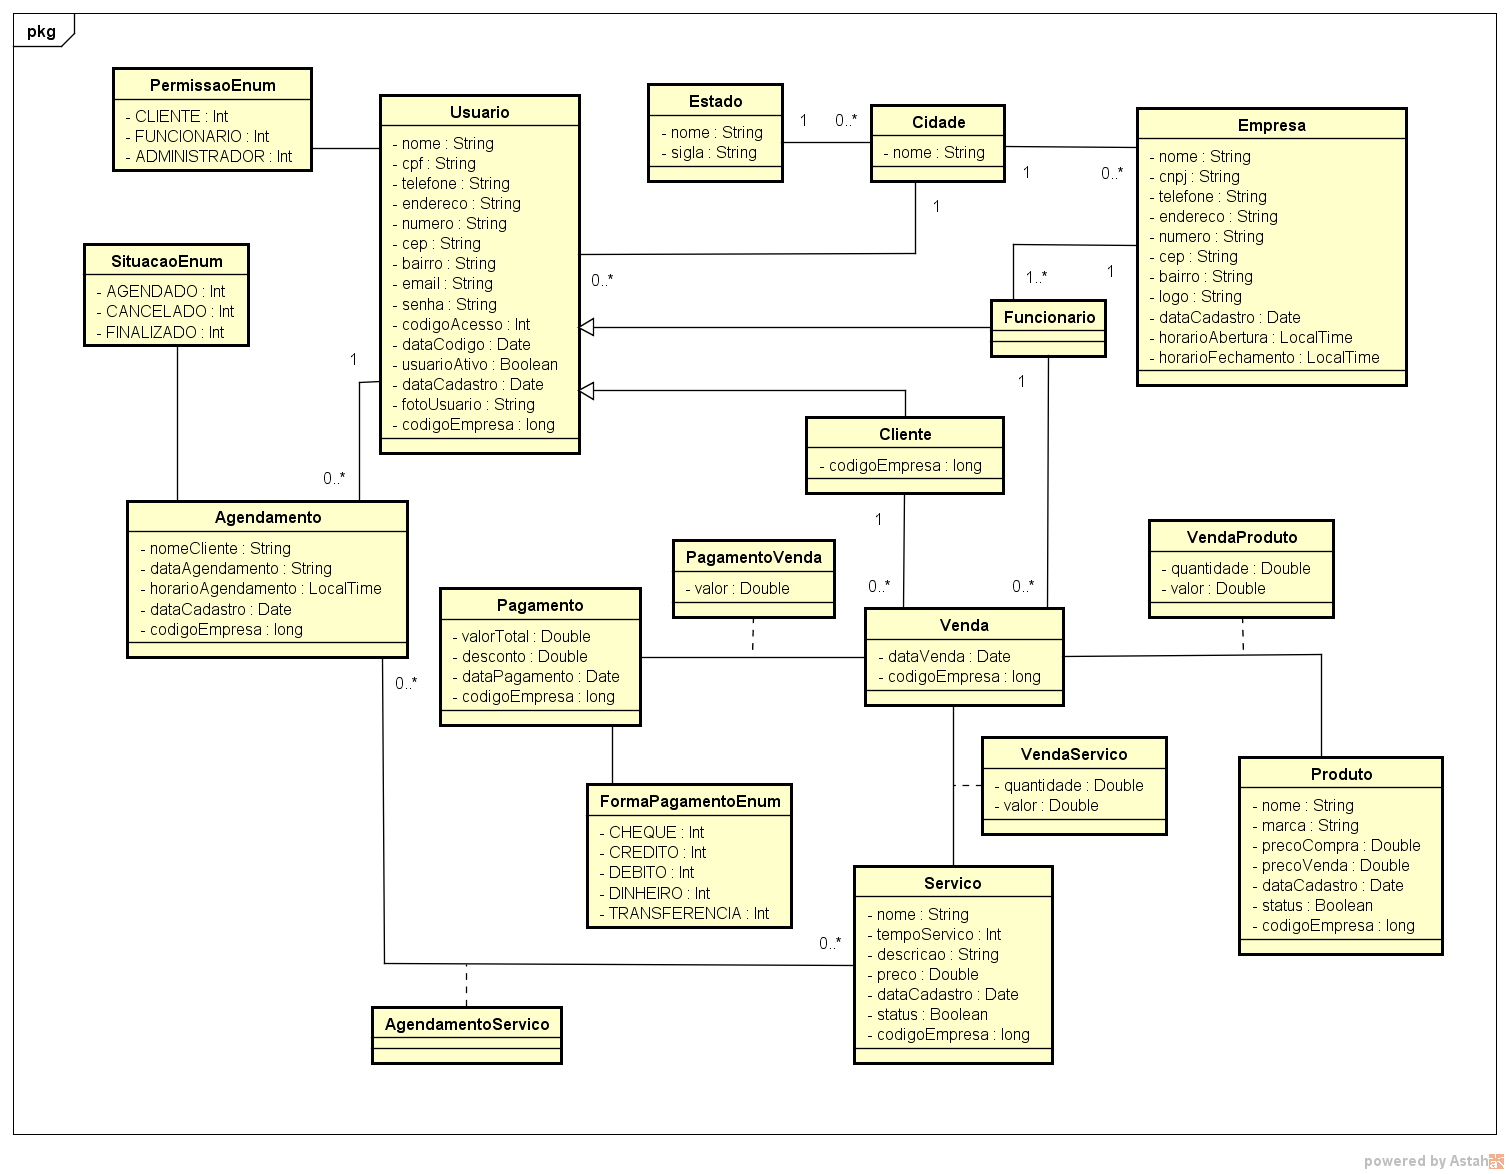 pkg
PermissaoEnum
- CLIENTE : Int
- FUNCIONARIO : Int
- ADMINISTRADOR : Int
Usuario
- nome : String
- cpf : String
- telefone : String
- endereco : String
- numero : String
- cep : String
- bairro : String
- email : String
- senha : String
- codigoAcesso : Int
- dataCodigo : Date
- usuarioAtivo : Boolean
- dataCadastro : Date
- fotoUsuario : String
- codigoEmpresa : long
Estado
- nome : String
- sigla : String
1
0..*
Cidade
- nome : String
1
0..*
1
0..*
Empresa
- nome : String
- cnpj : String
- telefone : String
- endereco : String
- numero : String
- cep : String
- bairro : String
- logo : String
- dataCadastro : Date
- horarioAbertura : LocalTime
- horarioFechamento : LocalTime
1
1..*
Funcionario
1
SituacaoEnum
- AGENDADO : Int
- CANCELADO : Int
- FINALIZADO : Int
1
0..*
Cliente
- codigoEmpresa : long
1
0..*
0..*
Agendamento
- nomeCliente : String
- dataAgendamento : String
- horarioAgendamento : LocalTime
- dataCadastro : Date
- codigoEmpresa : long
0..*
PagamentoVenda
- valor : Double
VendaProduto
- quantidade : Double
- valor : Double
Pagamento
- valorTotal : Double
- desconto : Double
- dataPagamento : Date
- codigoEmpresa : long
Venda
- dataVenda : Date
- codigoEmpresa : long
VendaServico
- quantidade : Double
- valor : Double
FormaPagamentoEnum
- CHEQUE : Int
- CREDITO : Int
- DEBITO : Int
- DINHEIRO : Int
- TRANSFERENCIA : Int
Produto
- nome : String
- marca : String
- precoCompra : Double
- precoVenda : Double
- dataCadastro : Date
- status : Boolean
- codigoEmpresa : long
0..*
Servico
- nome : String
- tempoServico : Int
- descricao : String
- preco : Double
- dataCadastro : Date
- status : Boolean
- codigoEmpresa : long
AgendamentoServico
powered by Astah